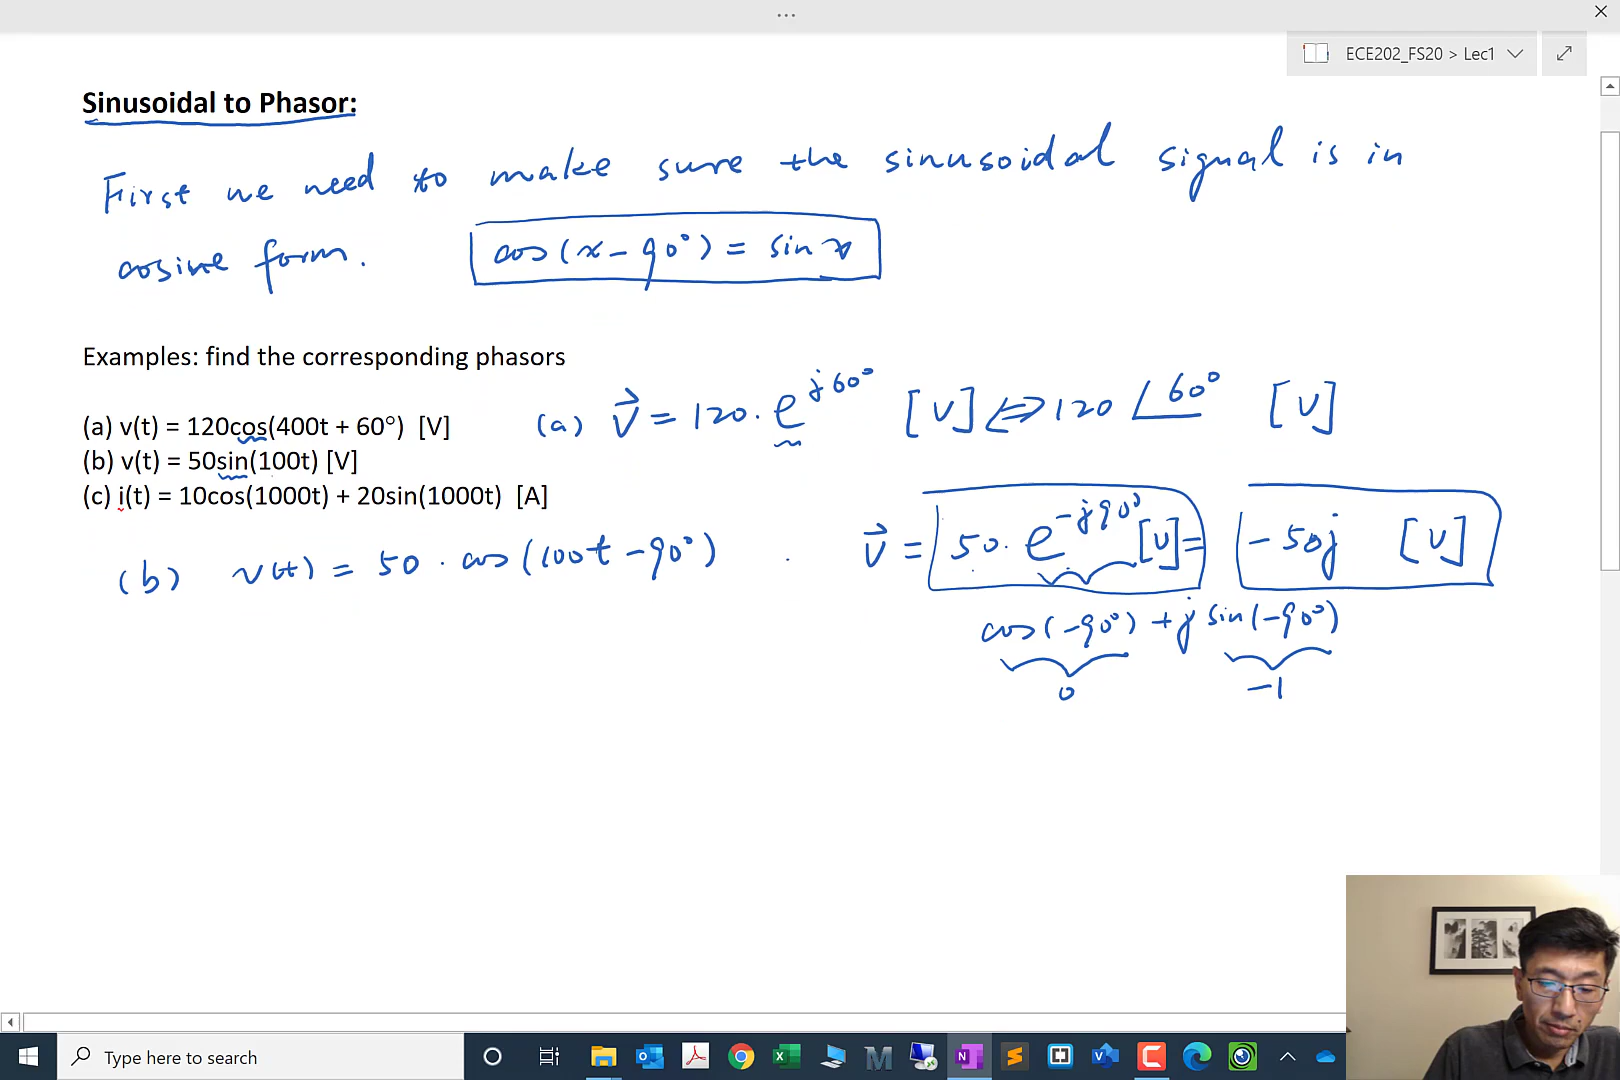 ...
ECE202_FS20 > Lec1
Sinusoidal to Phasor:
First we need to make sure the sinusoidal signal is in
cosine form. cos(x-90°) = sin x
Examples: find the corresponding phasors
(a) v(t) = 120cos(400t + 60°) [V]
(a) V⃗ = 120. e^{j60°} [V] ⇔ 120 ∠60° [V]
(b) v(t) = 50sin(100t) [V]
(c) i(t) = 10cos(1000t) + 20sin(1000t) [A]
(b) v(t) = 50 . cos(100t - 90°) . V⃗ = 50. e^{-j90°} [V] = -50j [V]
cos(-90°) + j sin(-90°)
0 -1
Type here to search